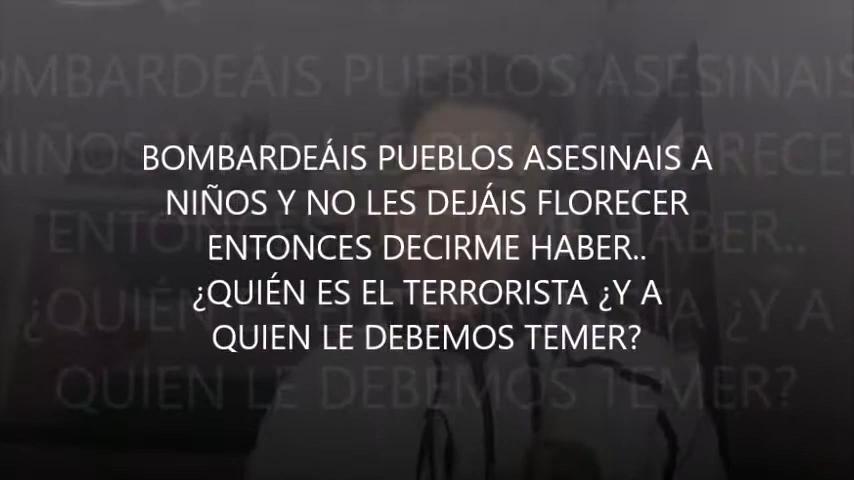 BOMBARDEÁIS PUEBLOS ASESINAIS A
NIÑOS Y NO LES DEJÁIS FLORECER
ENTONCES DECIRME HABER..
¿QUIÉN ES EL TERRORISTA ¿Y A
QUIEN LE DEBEMOS TEMER?